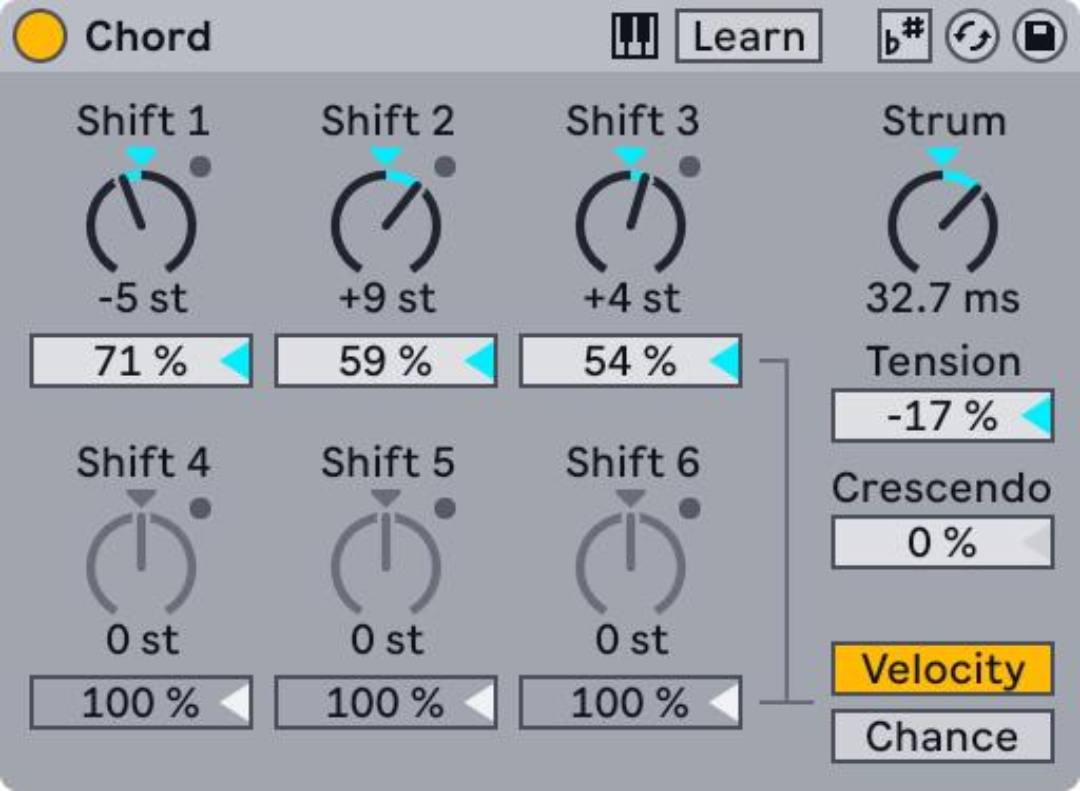 Chord Learn ♭#
Shift 1 Shift 2 Shift 3 Strum
-5 st +9 st +4 st 32.7 ms
71 % 59 % 54 %
Tension
-17 %
Shift 4 Shift 5 Shift 6
Crescendo
0 %
0 st 0 st 0 st
Velocity
100 % 100 % 100 %
Chance